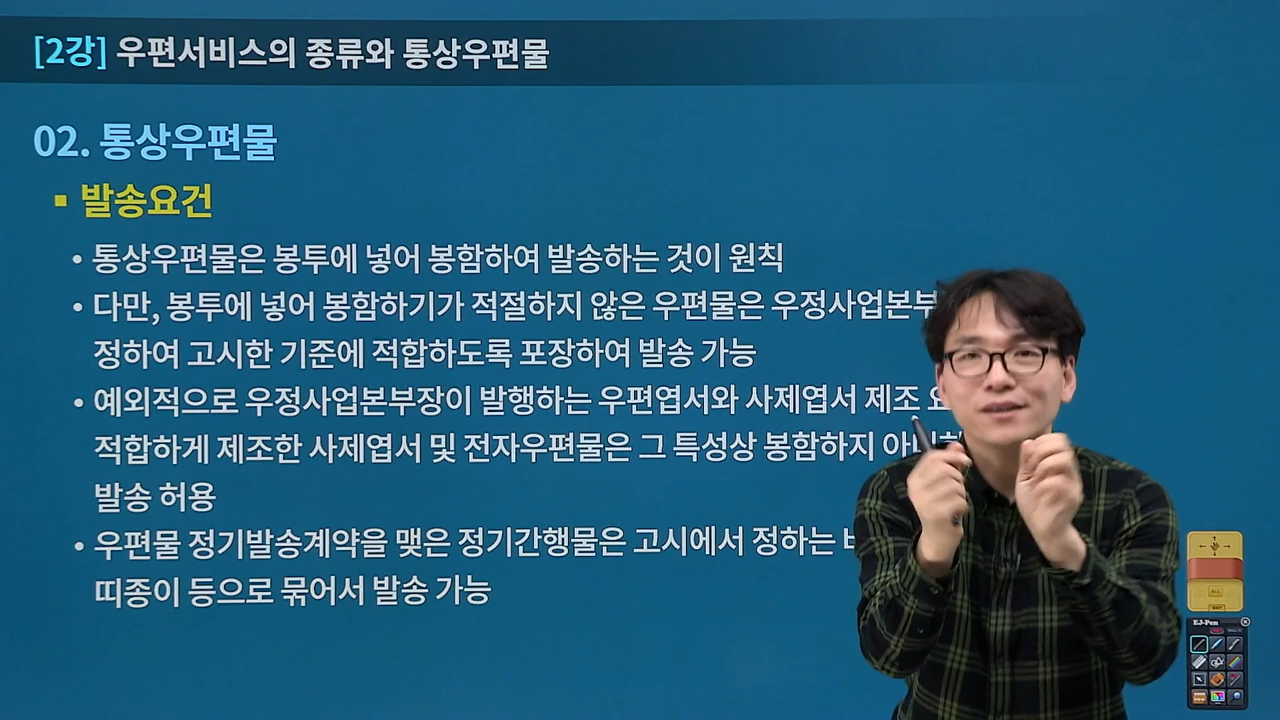 [2강] 우편서비스의 종류와 통상우편물
02. 통상우편물
▪ 발송요건
• 통상우편물은 봉투에 넣어 봉함하여 발송하는 것이 원칙
• 다만, 봉투에 넣어 봉함하기가 적절하지 않은 우편물은 우정사업본부
정하여 고시한 기준에 적합하도록 포장하여 발송 가능
• 예외적으로 우정사업본부장이 발행하는 우편엽서와 사제엽서 제조
적합하게 제조한 사제엽서 및 전자우편물은 그 특성상 봉함하지
발송 허용
• 우편물 정기발송계약을 맺은 정기간행물은 고시에서 정하는
띠종이 등으로 묶어서 발송 가능
EJ-Pen